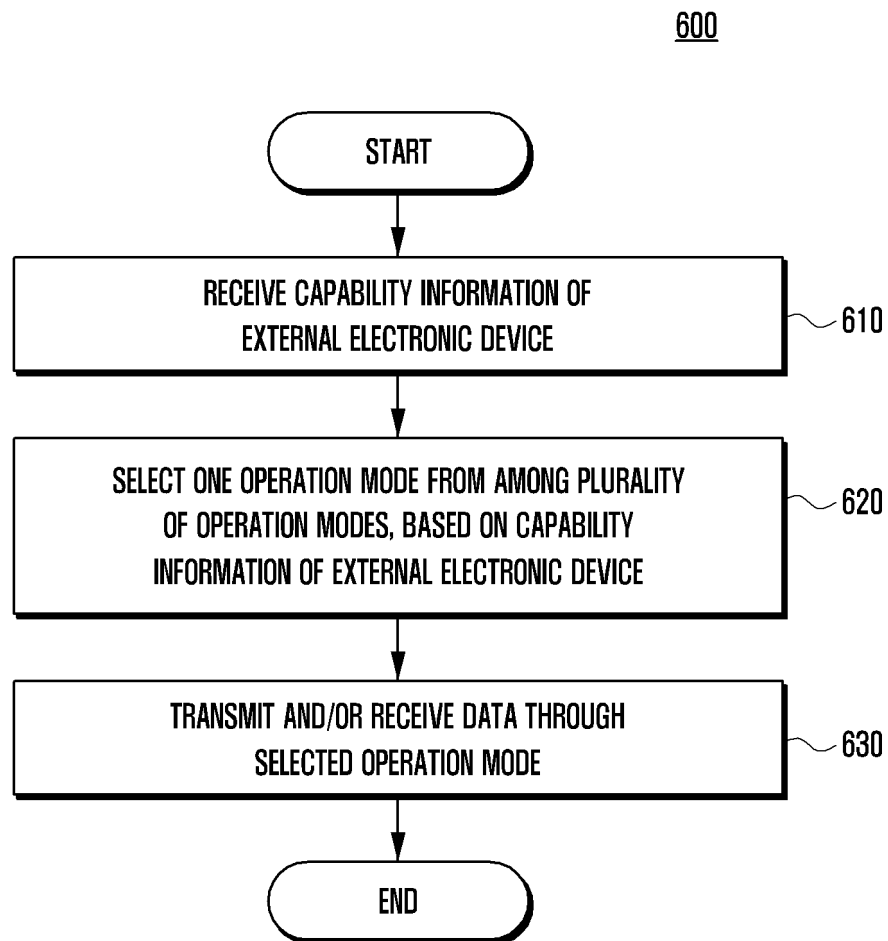 600
START
RECEIVE CAPABILITY INFORMATION OF
EXTERNAL ELECTRONIC DEVICE
610
SELECT ONE OPERATION MODE FROM AMONG PLURALITY
OF OPERATION MODES, BASED ON CAPABILITY
INFORMATION OF EXTERNAL ELECTRONIC DEVICE
620
TRANSMIT AND/OR RECEIVE DATA THROUGH
SELECTED OPERATION MODE
630
END